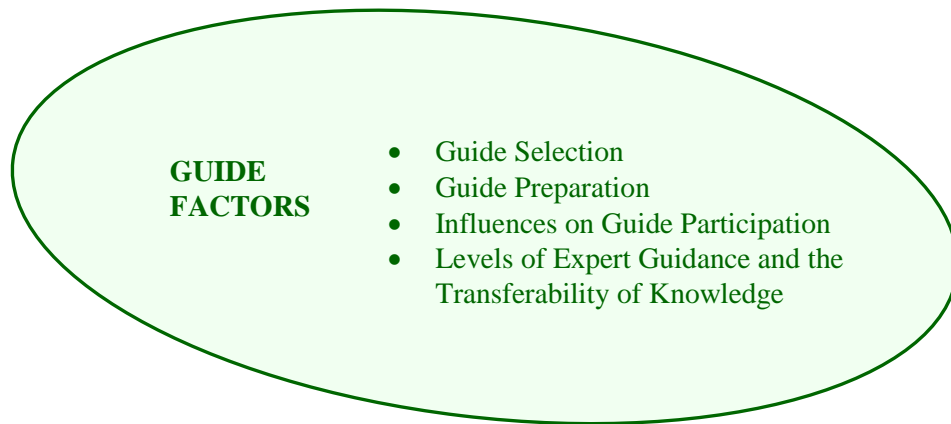 GUIDE
FACTORS
• Guide Selection
• Guide Preparation
• Influences on Guide Participation
• Levels of Expert Guidance and the
Transferability of Knowledge